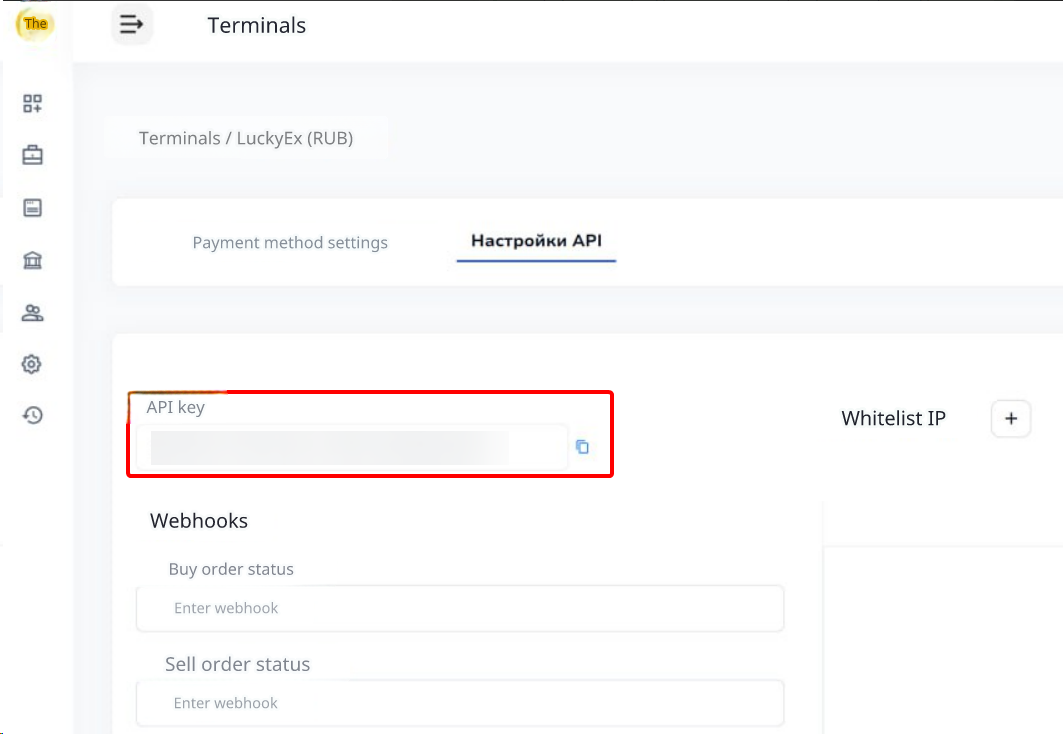 The
Terminals
Terminals / LuckyEx (RUB)
Payment method settings
Настройки API
API key
Whitelist IP
Webhooks
Buy order status
Enter webhook
Sell order status
Enter webhook